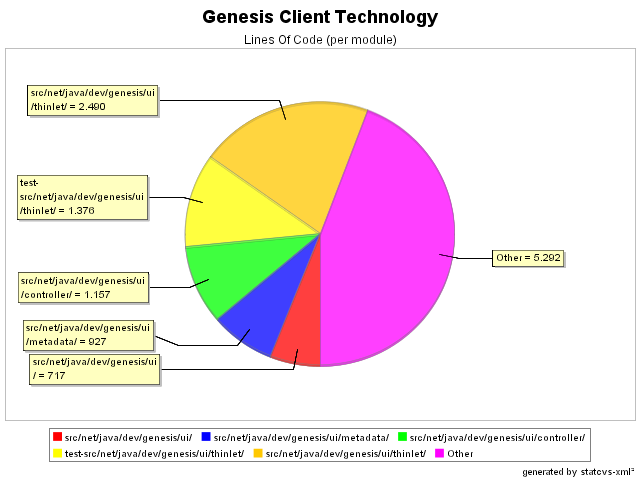 Genesis Client Technology
Lines Of Code (per module)
src/net/java/dev/genesis/ui
/thinlet/ = 2.490
test-
src/net/java/dev/genesis/ui
/thinlet/ = 1.376
Other = 5.292
src/net/java/dev/genesis/ui
/controller/ = 1.157
src/net/java/dev/genesis/ui
/metadata/ = 927
src/net/java/dev/genesis/ui
/ = 717
src/net/java/dev/genesis/ui/ src/net/java/dev/genesis/ui/metadata/ src/net/java/dev/genesis/ui/controller/
test-src/net/java/dev/genesis/ui/thinlet/ src/net/java/dev/genesis/ui/thinlet/ Other
generated by statcvs-xml²